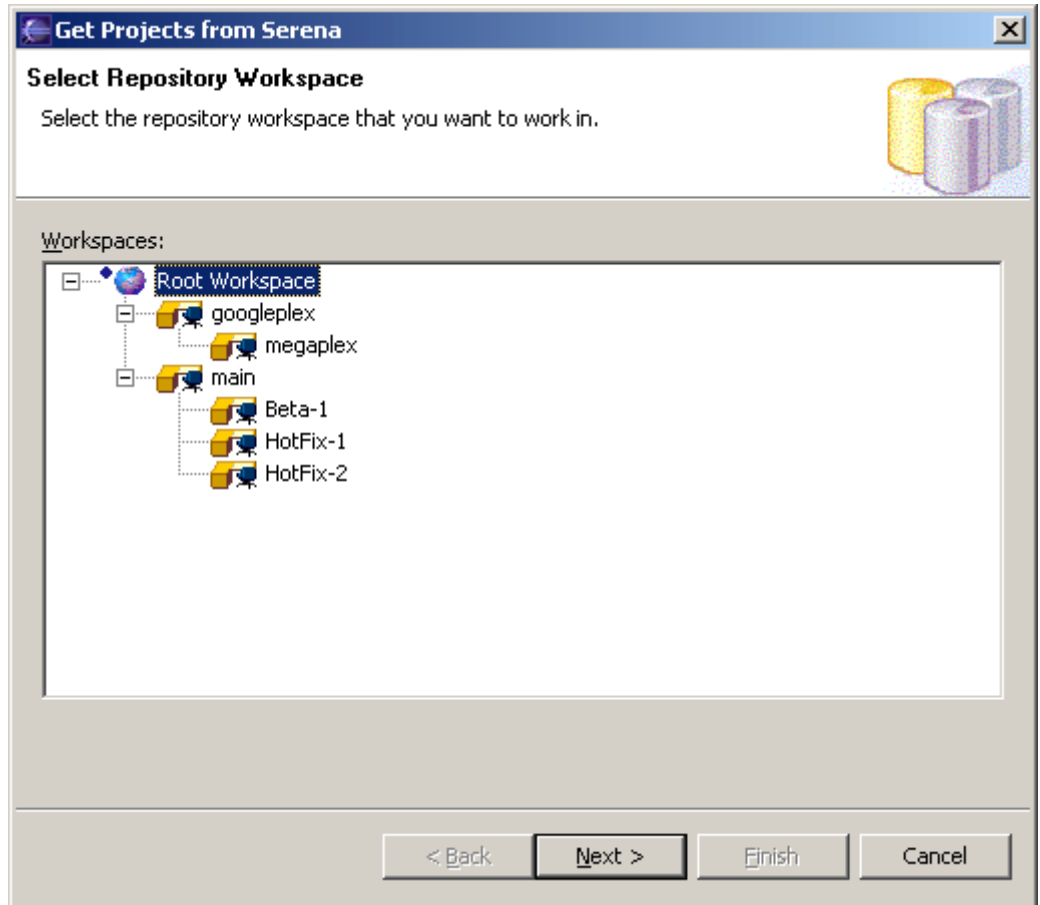 Get Projects from Serena
Select Repository Workspace
Select the repository workspace that you want to work in.
Workspaces:
Root Workspace
googleplex
megaplex
main
Beta-1
HotFix-1
HotFix-2
< Back Next > Finish Cancel